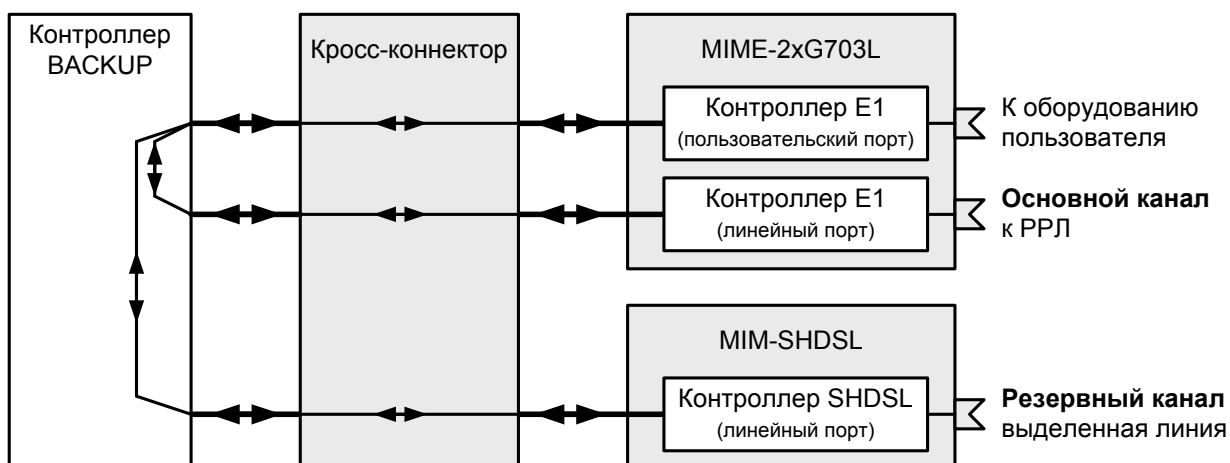 Контроллер
BACKUP
Кросс-коннектор
MIME-2xG703L
Контроллер E1
(пользовательский порт)
К оборудованию
пользователя
Контроллер E1
(линейный порт)
Основной канал
к РРЛ
MIM-SHDSL
Контроллер SHDSL
(линейный порт)
Резервный канал
выделенная линия